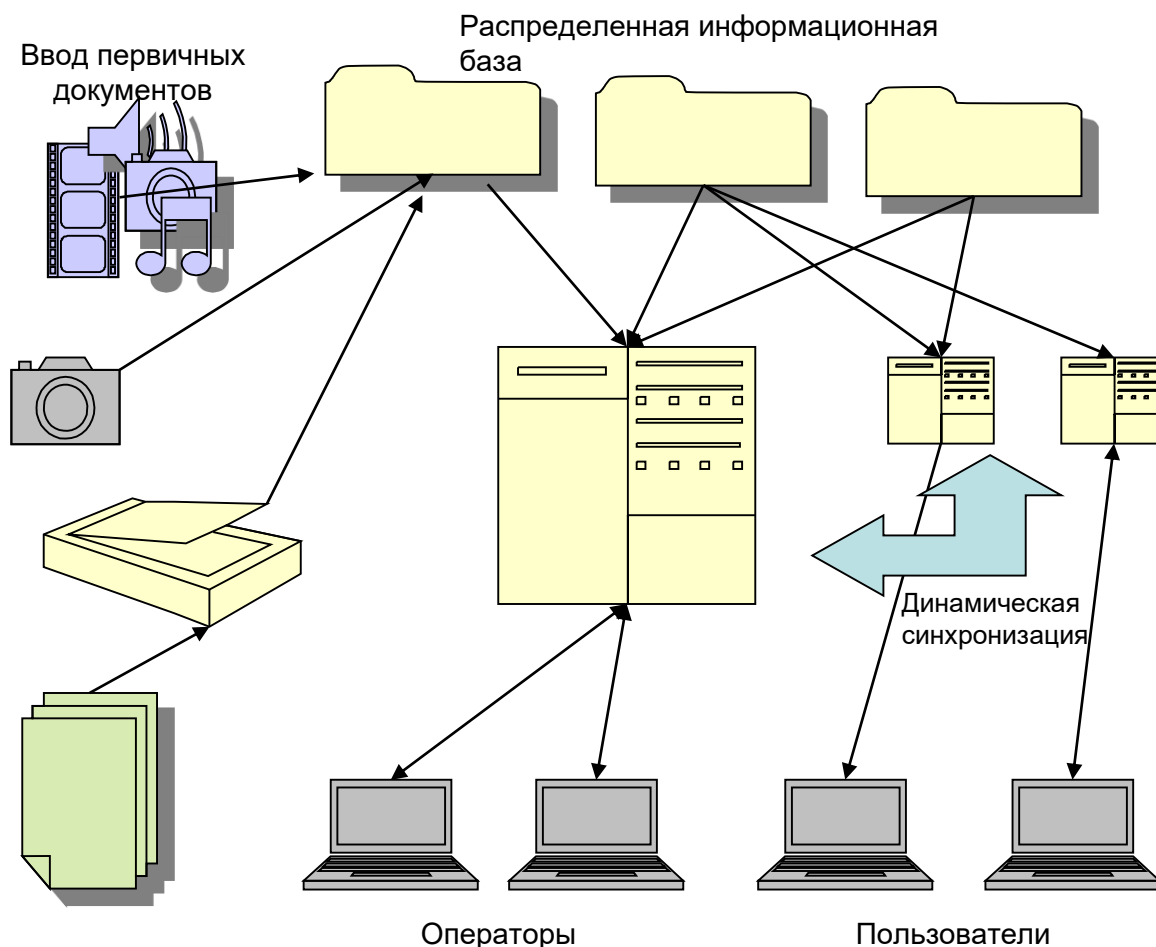 Ввод первичных
документов
Распределенная информационная
база
Динамическая
синхронизация
Операторы
Пользователи